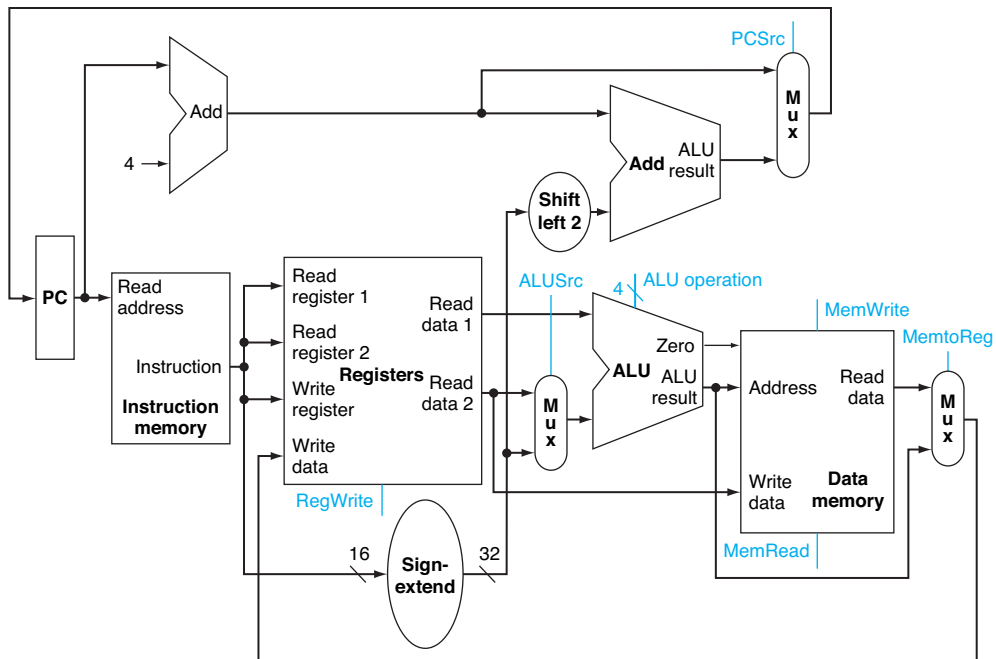 PCSrc
M
u
x
Add
4
Add
ALU
result
Shift
left 2
PC
Read
address
Instruction
Instruction
memory
Read
register 1
Read
register 2
Write
register
Write
data
Registers
Read
data 1
Read
data 2
RegWrite
16
Sign-
extend
32
ALUSrc
M
u
x
4
ALU operation
Zero
ALU
ALU
result
MemWrite
Address
Read
data
Write
data
Data
memory
MemRead
MemtoReg
M
u
x